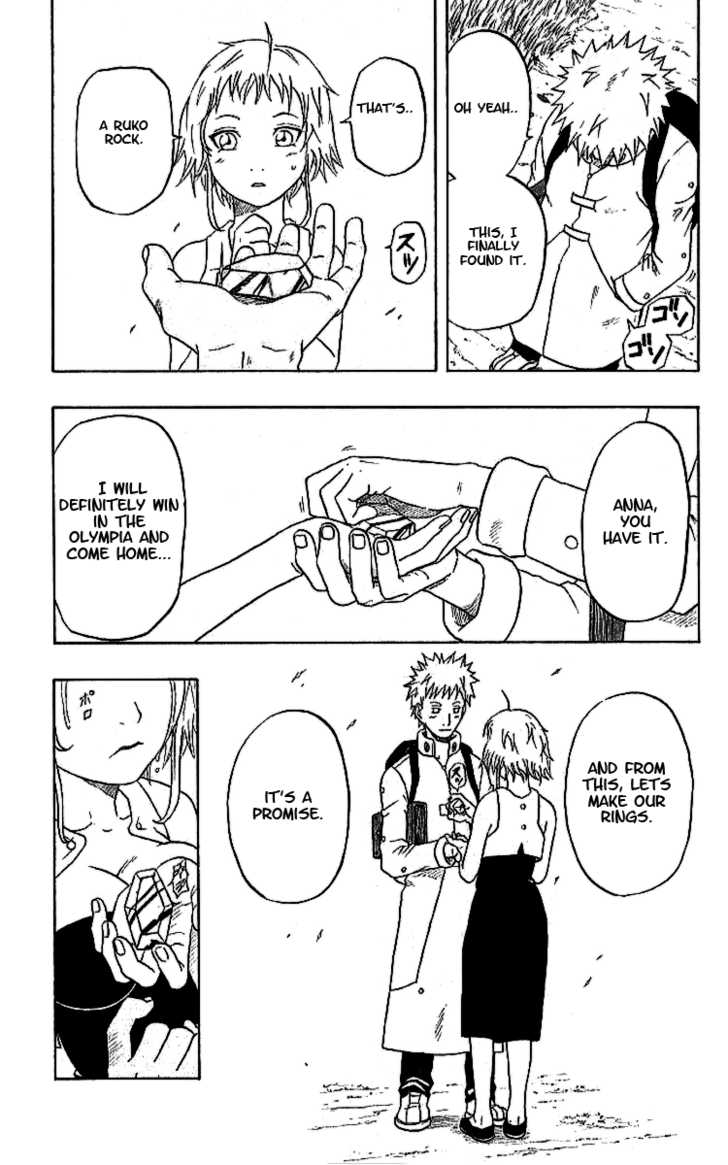 OH YEAH..
THIS, I
FINALLY
FOUND IT.
ゴソ
ゴソ
THAT'S..
A RUKO
ROCK.
スッ
ANNA,
YOU
HAVE IT.
I WILL
DEFINITELY WIN
IN THE
OLYMPIA AND
COME HOME...
AND FROM
THIS, LETS
MAKE OUR
RINGS.
IT'S A
PROMISE.
ポロ